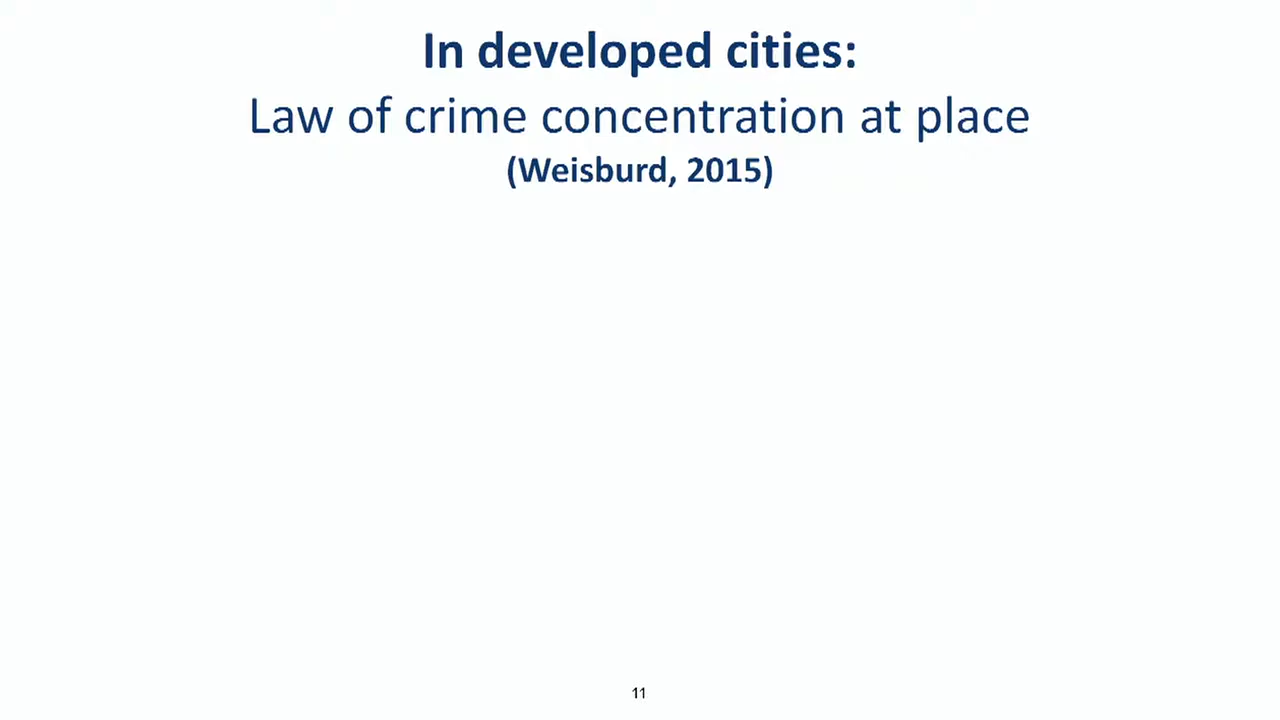 In developed cities:
Law of crime concentration at place
(Weisburd, 2015)
11